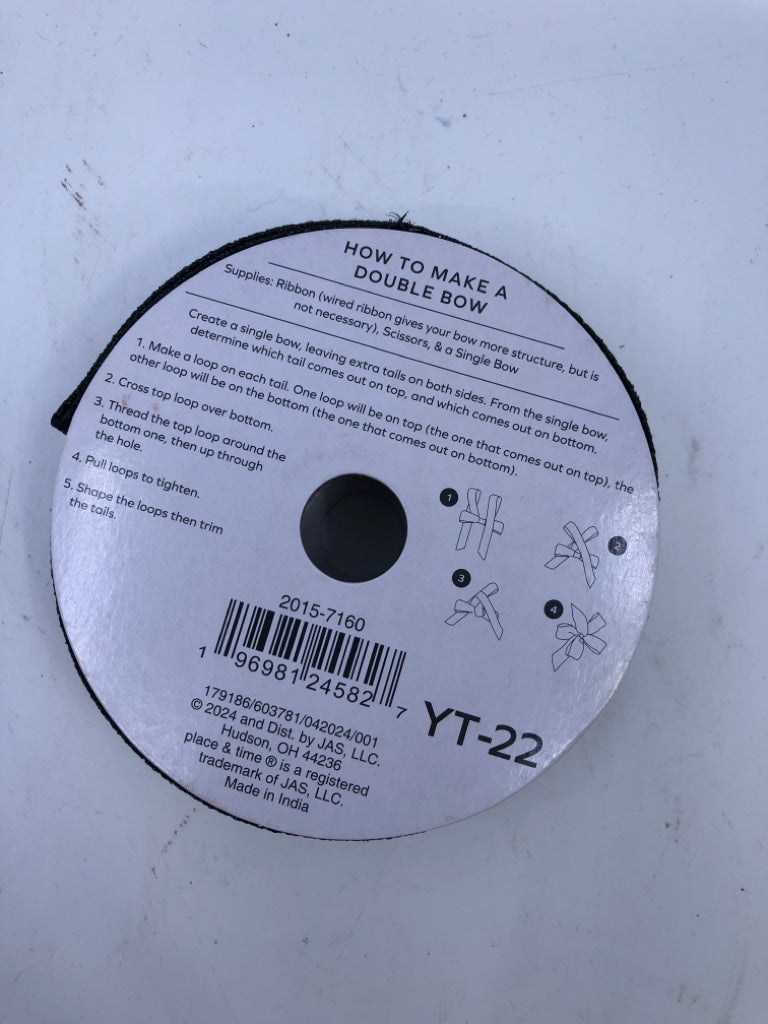 HOW TO MAKE A
DOUBLE BOW
Supplies: Ribbon (wired ribbon gives your bow more structure, but is
not necessary), Scissors, & a Single Bow
Create a single bow, leaving extra tails on both sides. From the single bow,
determine which tail comes out on top, and which comes out on bottom.
1. Make a loop on each tail. One loop will be on top (the one that comes out on top), the
other loop will be on the bottom (the one that comes out on bottom).
2. Cross top loop over bottom.
3. Thread the top loop around the
bottom one, then up through
the hole.
4. Pull loops to tighten.
5. Shape the loops then trim
the tails.
1
2
3
4
2015-7160
1 96981 24582 7
YT-22
179186/603781/042024/001
© 2024 and Dist. by JAS, LLC.
Hudson, OH 44236
place & time ® is a registered
trademark of JAS, LLC.
Made in India